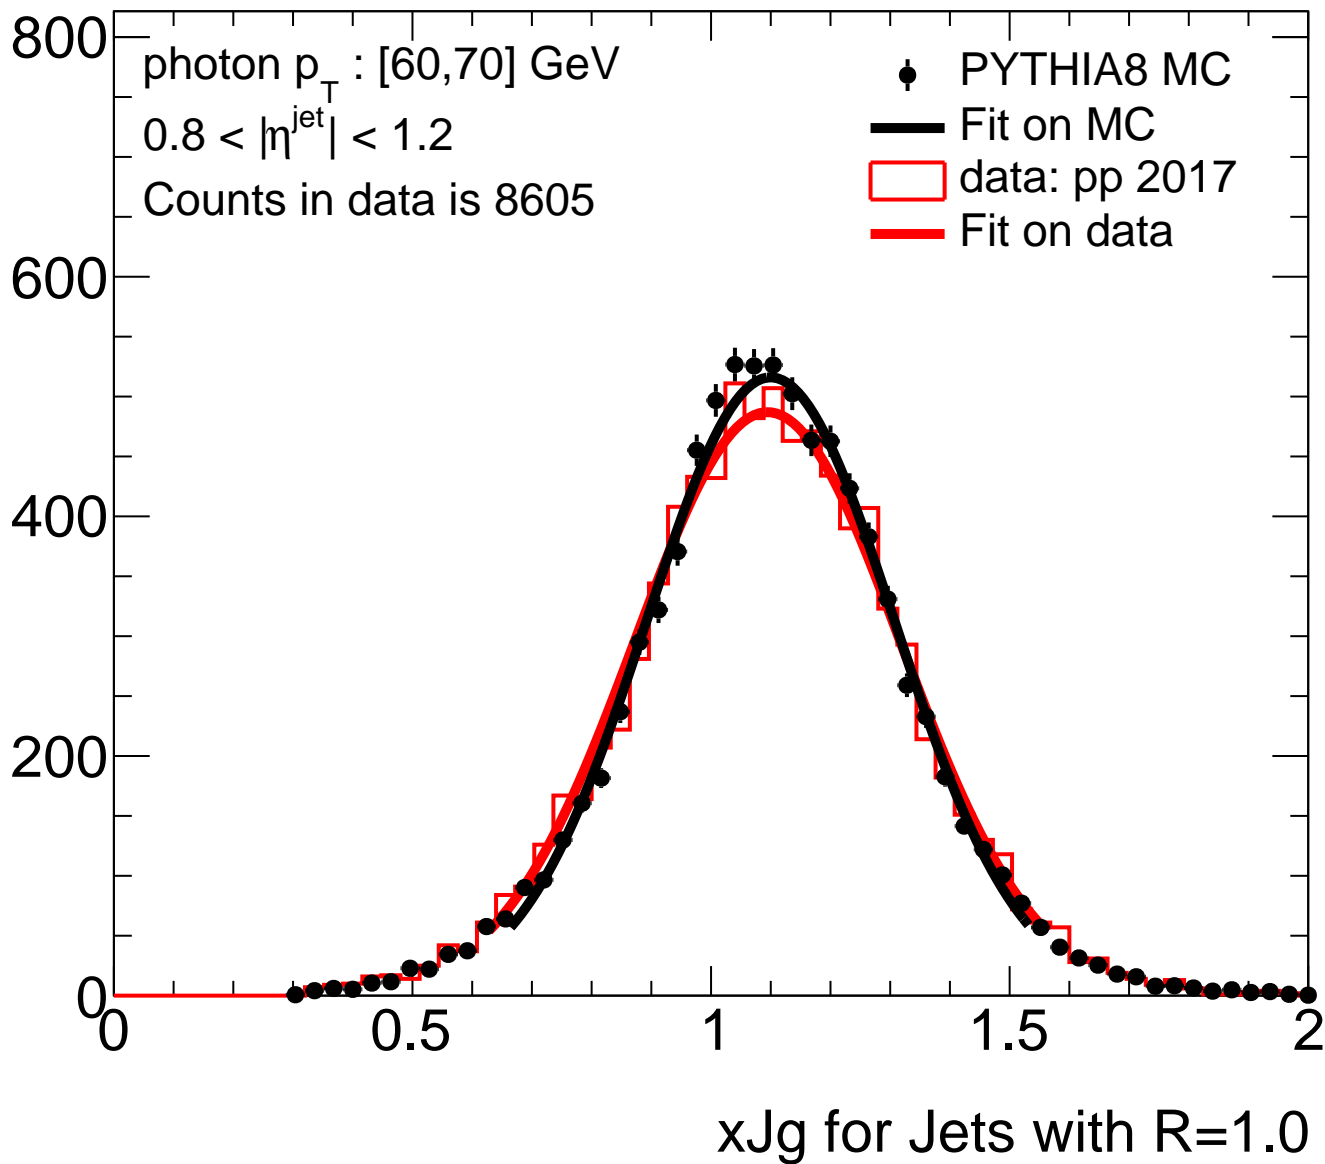 photon p_T : [60,70] GeV
0.8 < |η^jet| < 1.2
Counts in data is 8605
PYTHIA8 MC
Fit on MC
data: pp 2017
Fit on data
800
600
400
200
0
0 0.5 1 1.5 2
xJg for Jets with R=1.0